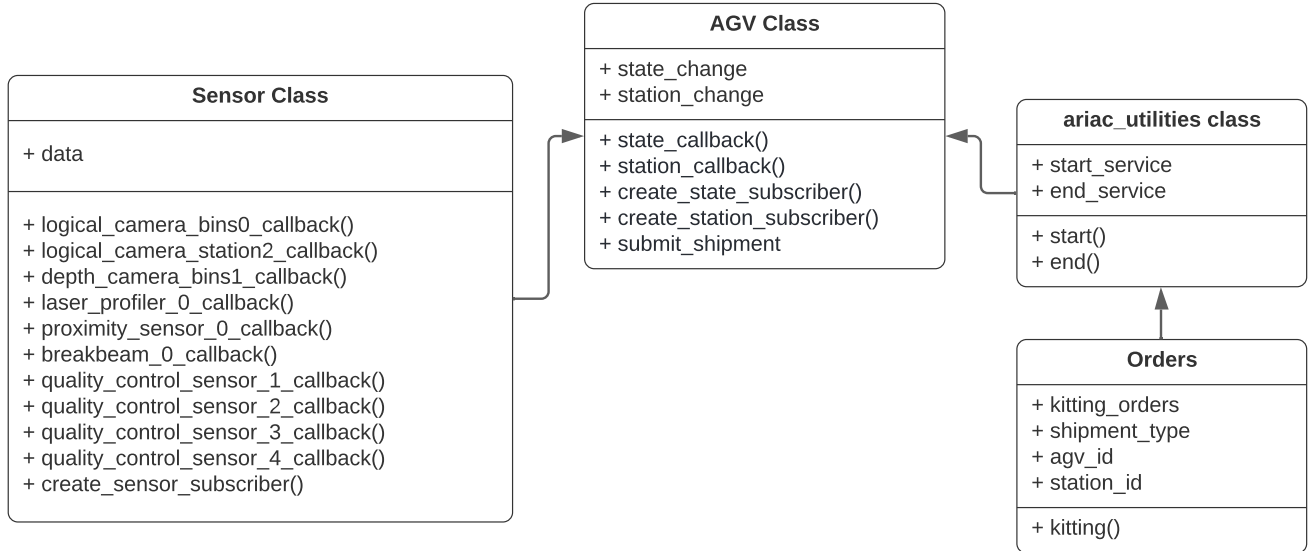 Sensor Class
+ data
+ logical_camera_bins0_callback()
+ logical_camera_station2_callback()
+ depth_camera_bins1_callback()
+ laser_profiler_0_callback()
+ proximity_sensor_0_callback()
+ breakbeam_0_callback()
+ quality_control_sensor_1_callback()
+ quality_control_sensor_2_callback()
+ quality_control_sensor_3_callback()
+ quality_control_sensor_4_callback()
+ create_sensor_subscriber()
AGV Class
+ state_change
+ station_change
+ state_callback()
+ station_callback()
+ create_state_subscriber()
+ create_station_subscriber()
+ submit_shipment
ariac_utilities class
+ start_service
+ end_service
+ start()
+ end()
Orders
+ kitting_orders
+ shipment_type
+ agv_id
+ station_id
+ kitting()